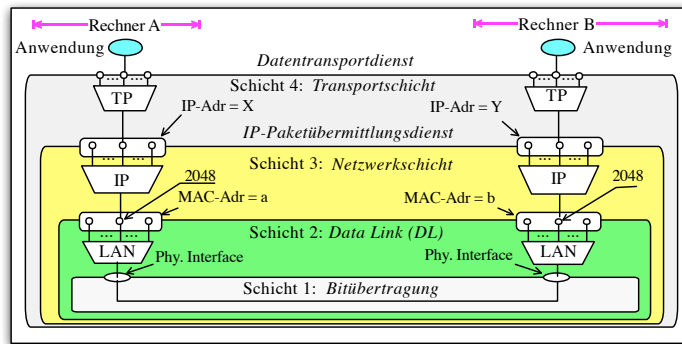 Rechner A Rechner B
Anwendung Anwendung
Datentransportdienst
Schicht 4: Transportschicht
TP TP
... ... ... ...
IP-Adr = X IP-Adr = Y
IP-Paketübermittlungsdienst
Schicht 3: Netzwerkschicht
... ... ... ...
IP IP
2048 2048
MAC-Adr = a MAC-Adr = b
Schicht 2: Data Link (DL)
... ... ... ...
LAN LAN
Phy. Interface Phy. Interface
Schicht 1: Bitübertragung